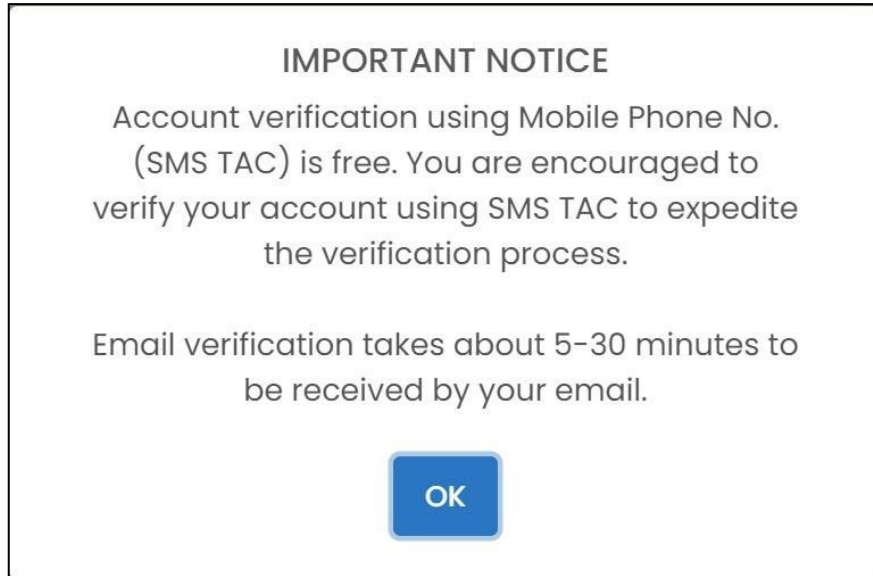 IMPORTANT NOTICE
Account verification using Mobile Phone No.
(SMS TAC) is free. You are encouraged to
verify your account using SMS TAC to expedite
the verification process.
Email verification takes about 5-30 minutes to
be received by your email.
OK